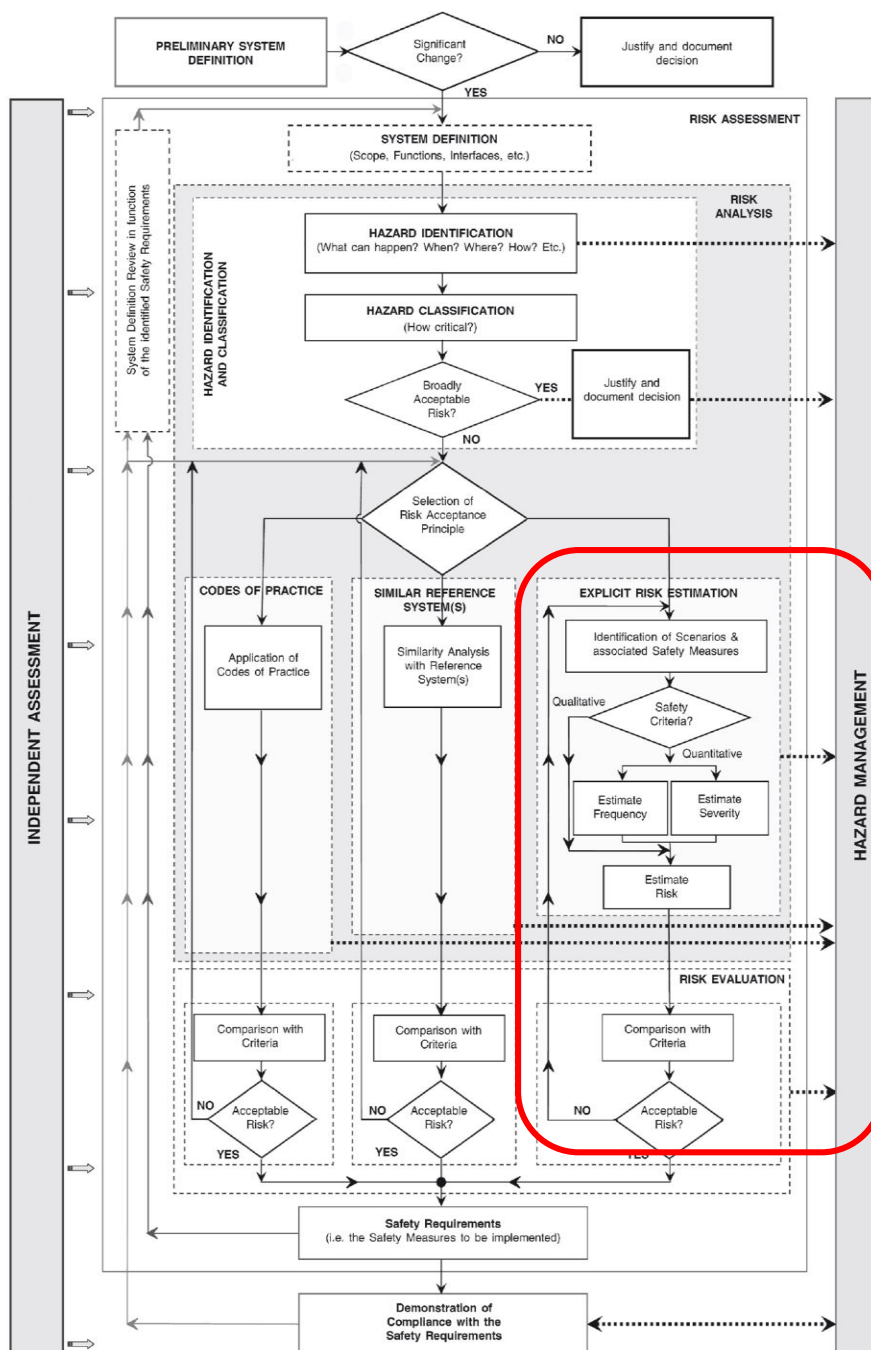 PRELIMINARY SYSTEM
DEFINITION
Significant
Change?
NO
Justify and document
decision
YES
RISK ASSESSMENT
SYSTEM DEFINITION
(Scope, Functions, Interfaces, etc.)
System Definition Review in function
of the identified Safety Requirements
RISK
ANALYSIS
HAZARD IDENTIFICATION
AND CLASSIFICATION
HAZARD IDENTIFICATION
(What can happen? When? Where? How? Etc.)
HAZARD CLASSIFICATION
(How critical?)
Broadly
Acceptable
Risk?
YES
Justify and
document decision
NO
Selection of
Risk Acceptance
Principle
INDEPENDENT ASSESSMENT
HAZARD MANAGEMENT
CODES OF PRACTICE
Application of
Codes of Practice
SIMILAR REFERENCE
SYSTEM(S)
Similarity Analysis
with Reference
System(s)
EXPLICIT RISK ESTIMATION
Identification of Scenarios &
associated Safety Measures
Qualitative
Safety
Criteria?
Quantitative
Estimate
Frequency
Estimate
Severity
Estimate
Risk
RISK EVALUATION
Comparison with
Criteria
NO
Acceptable
Risk?
YES
Comparison with
Criteria
NO
Acceptable
Risk?
YES
Comparison with
Criteria
NO
Acceptable
Risk?
YES
Safety Requirements
(i.e. the Safety Measures to be implemented)
Demonstration of
Compliance with the
Safety Requirements